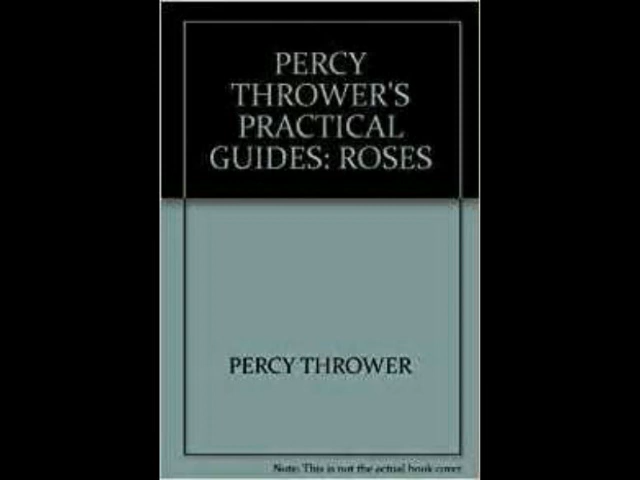 PERCY
THROWER'S
PRACTICAL
GUIDES: ROSES
PERCY THROWER
Note: This is not the actual book cover